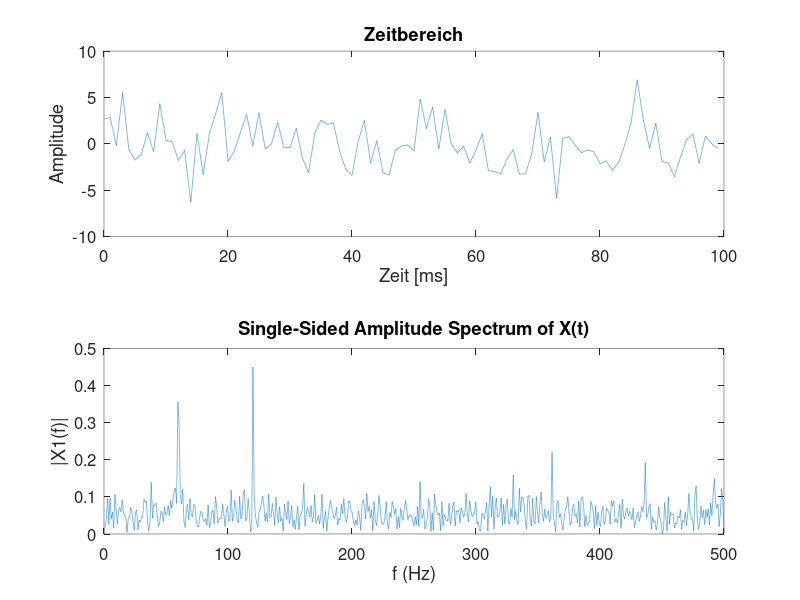 Zeitbereich
10
5
0
-5
-10
Amplitude
0 20 40 60 80 100
Zeit [ms]
Single-Sided Amplitude Spectrum of X(t)
0.5
0.4
0.3
0.2
0.1
0
|X1(f)|
0 100 200 300 400 500
f (Hz)